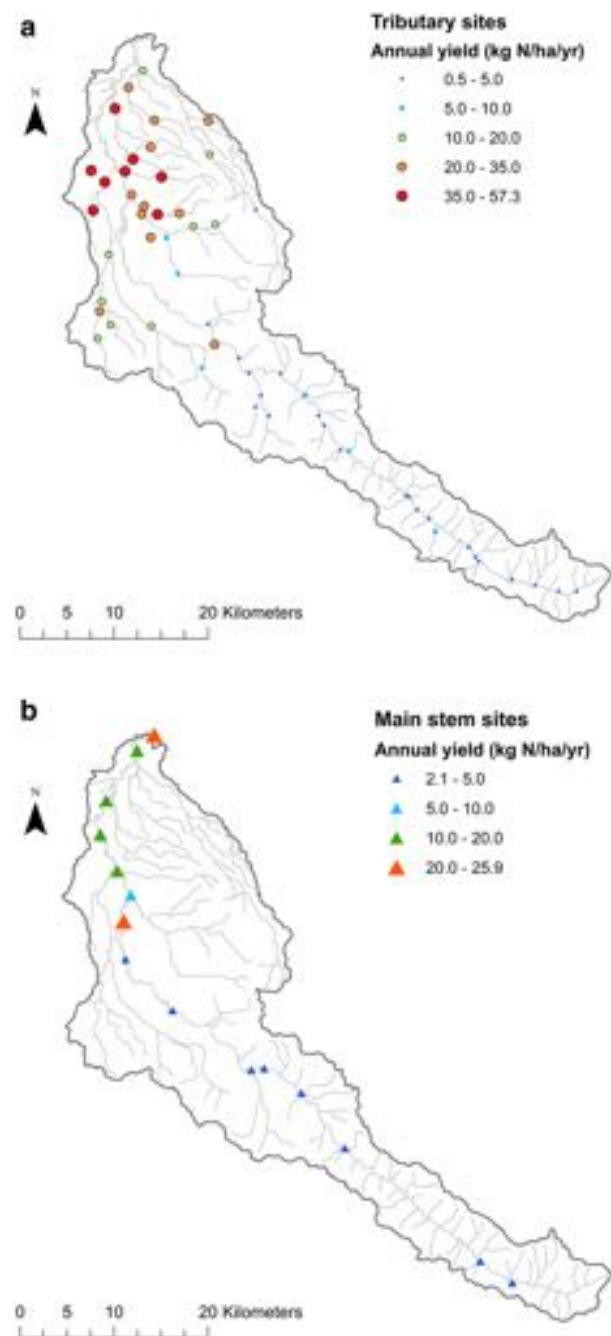 a
Tributary sites
Annual yield (kg N/ha/yr)
0.5 - 5.0
5.0 - 10.0
10.0 - 20.0
20.0 - 35.0
35.0 - 57.3
N
0 5 10 20 Kilometers
b
Main stem sites
Annual yield (kg N/ha/yr)
2.1 - 5.0
5.0 - 10.0
10.0 - 20.0
20.0 - 25.9
N
0 5 10 20 Kilometers